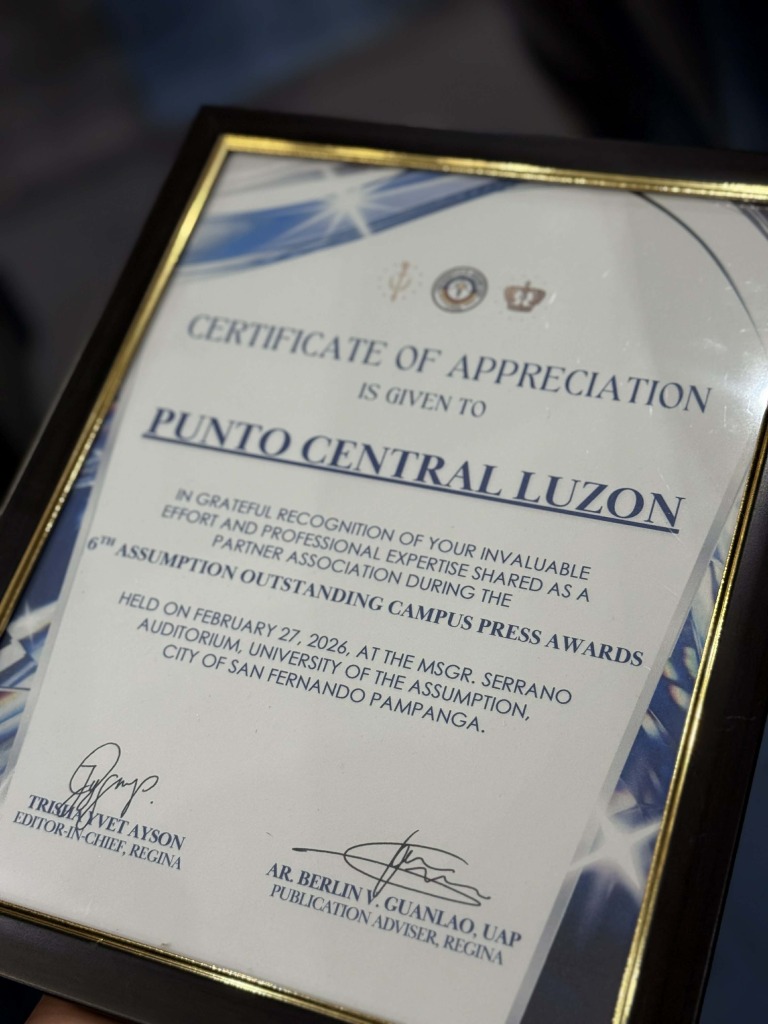 CERTIFICATE OF APPRECIATION
IS GIVEN TO
PUNTO CENTRAL LUZON
IN GRATEFUL RECOGNITION OF YOUR INVALUABLE
EFFORT AND PROFESSIONAL EXPERTISE SHARED AS A
PARTNER ASSOCIATION DURING THE
6TH ASSUMPTION OUTSTANDING CAMPUS PRESS AWARDS
HELD ON FEBRUARY 27, 2026, AT THE MSGR. SERRANO
AUDITORIUM, UNIVERSITY OF THE ASSUMPTION,
CITY OF SAN FERNANDO PAMPANGA.
TRISHA YVET AYSON
EDITOR-IN-CHIEF, REGINA
AR. BERLIN V. GUANLAO, UAP
PUBLICATION ADVISER, REGINA